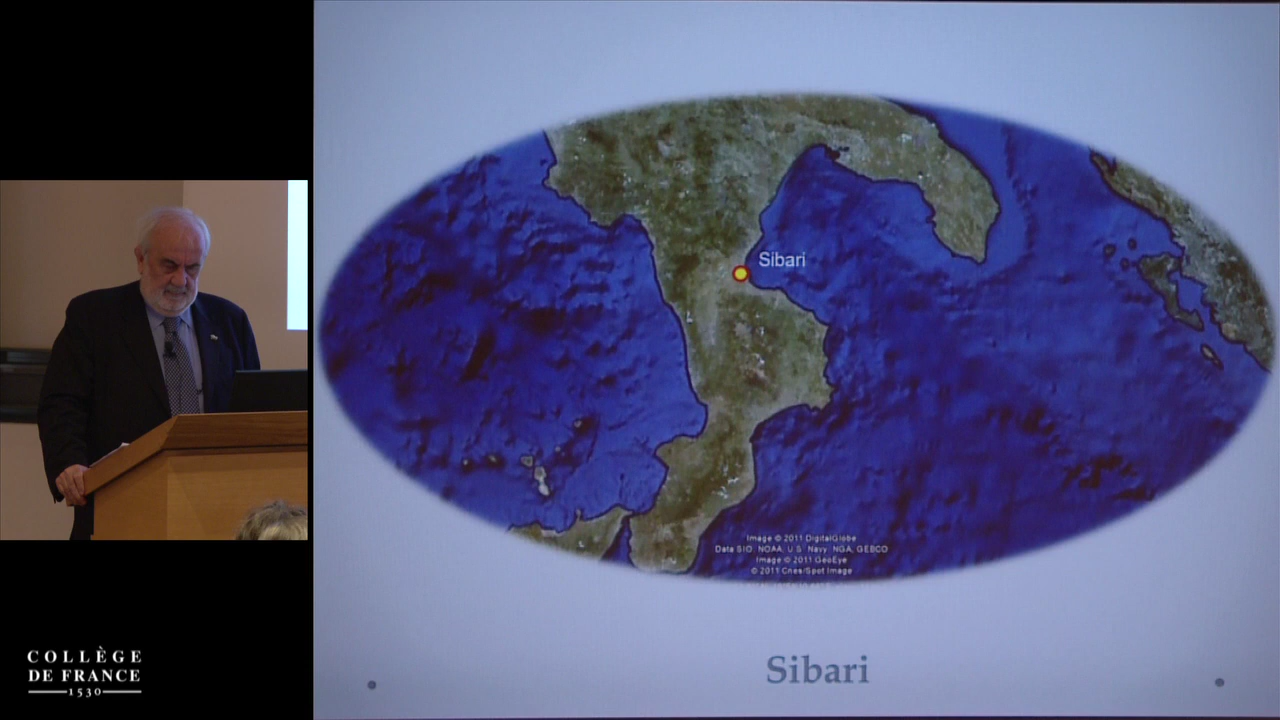 Sibari
Image © 2011 DigitalGlobe
Data SIO, NOAA, U.S. Navy, NGA, GEBCO
Image © 2011 GeoEye
© 2011 Cnes/Spot Image
Sibari
COLLÈGE
DE FRANCE
1530